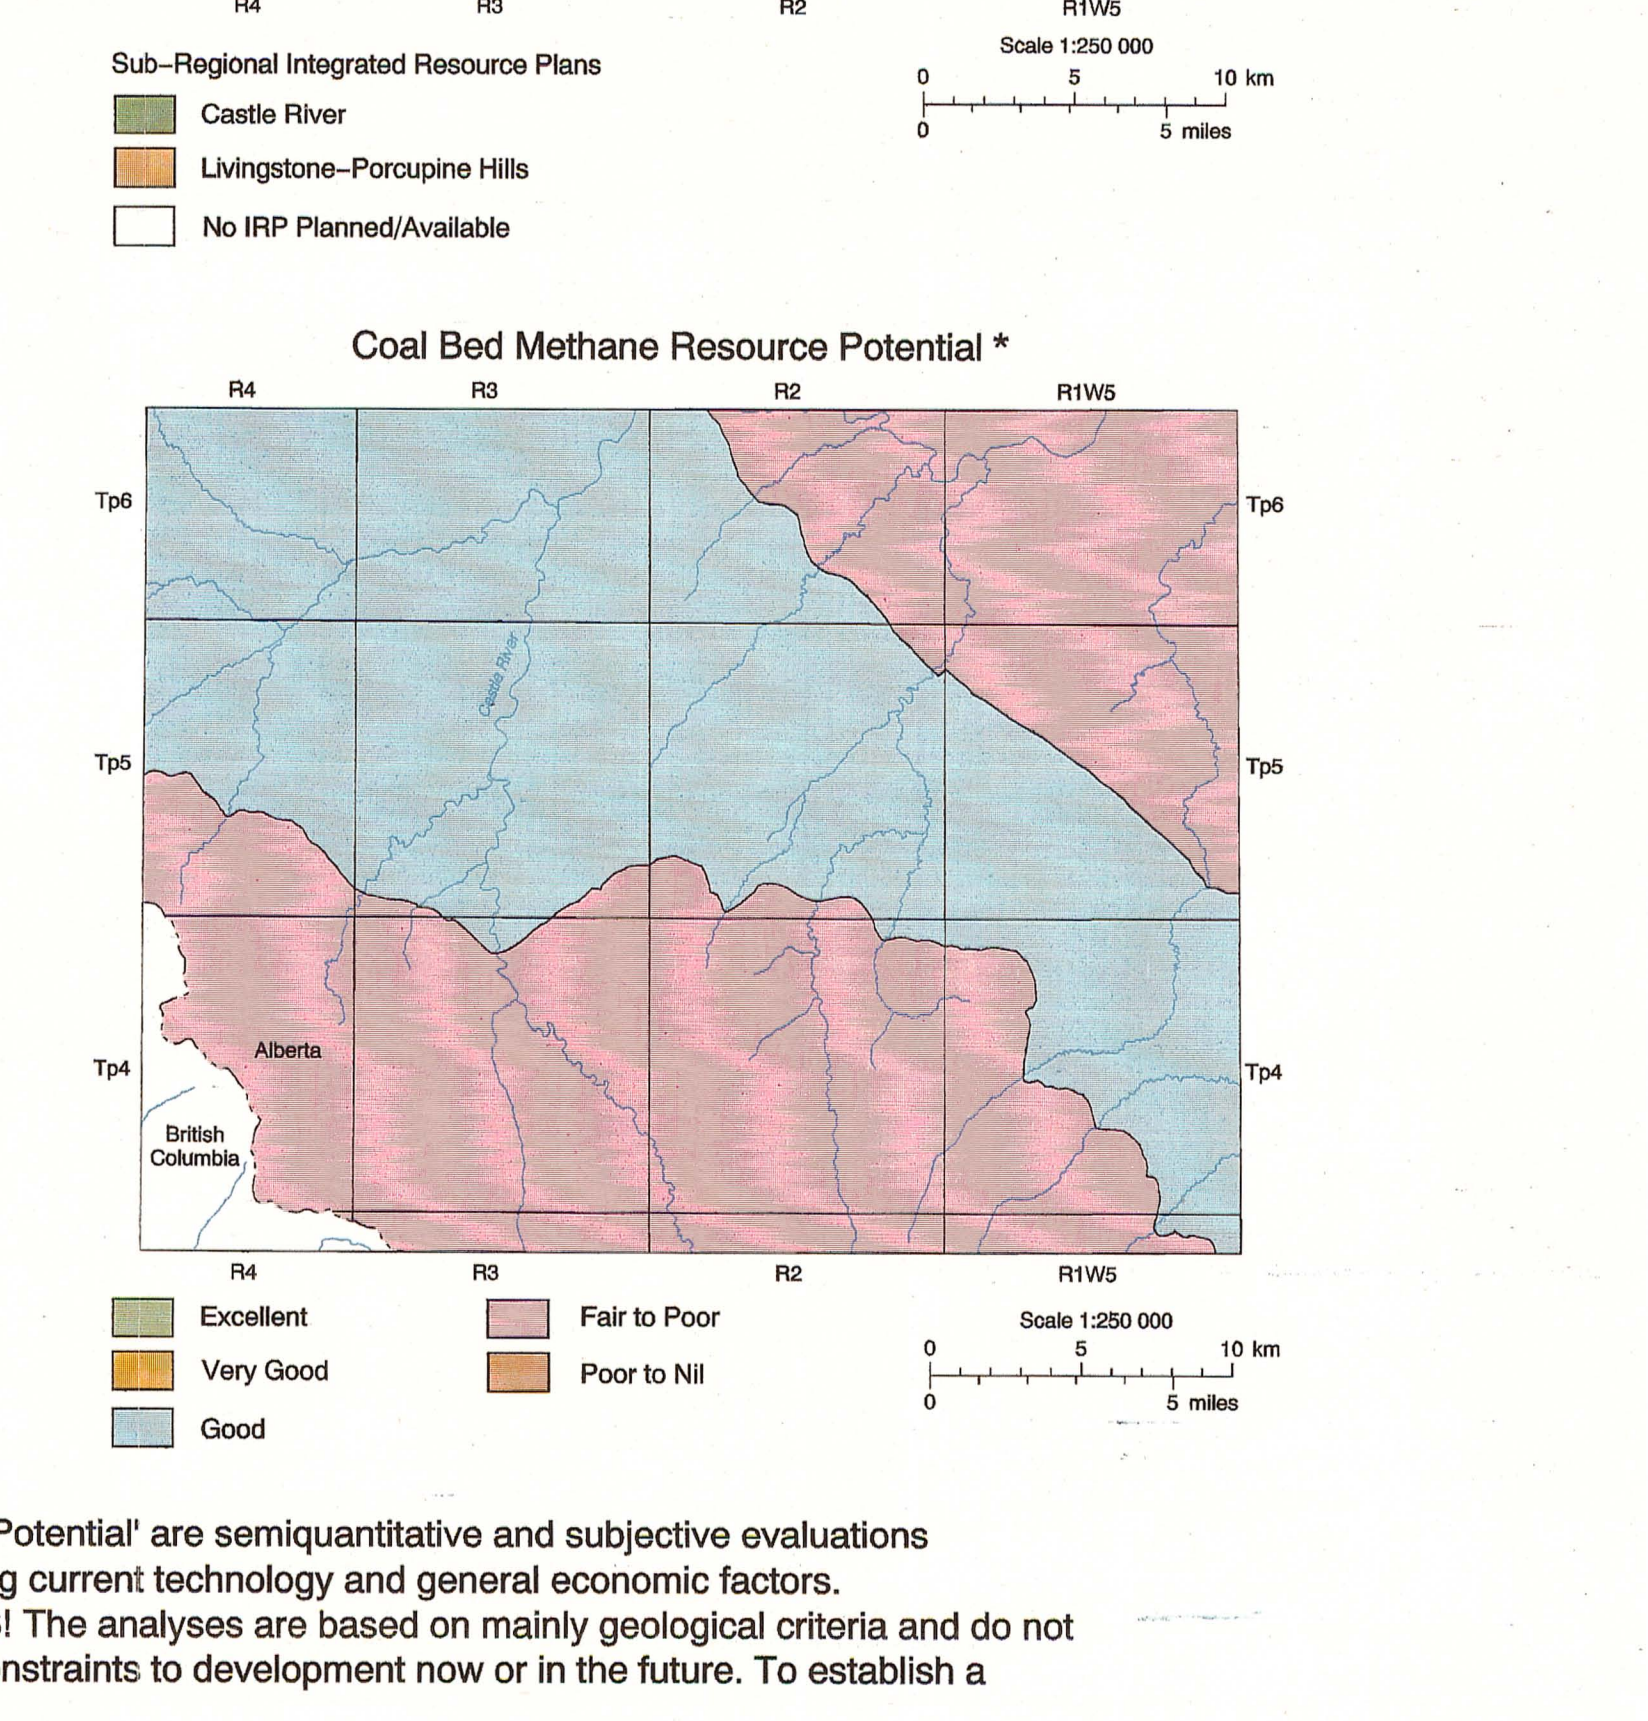 R4 R3 R2 R1W5
Scale 1:250 000
Sub-Regional Integrated Resource Plans
0 5 10 km
Castle River
0 5 miles
Livingstone-Porcupine Hills
No IRP Planned/Available
Coal Bed Methane Resource Potential *
R4 R3 R2 R1W5
Tp6 Tp6
Castle River
Tp5 Tp5
Alberta
Tp4 Tp4
British
Columbia
R4 R3 R2 R1W5
Excellent Fair to Poor
Scale 1:250 000
0 5 10 km
Very Good Poor to Nil
0 5 miles
Good
Potential' are semiquantitative and subjective evaluations
g current technology and general economic factors.
! The analyses are based on mainly geological criteria and do not
nstraints to development now or in the future. To establish a